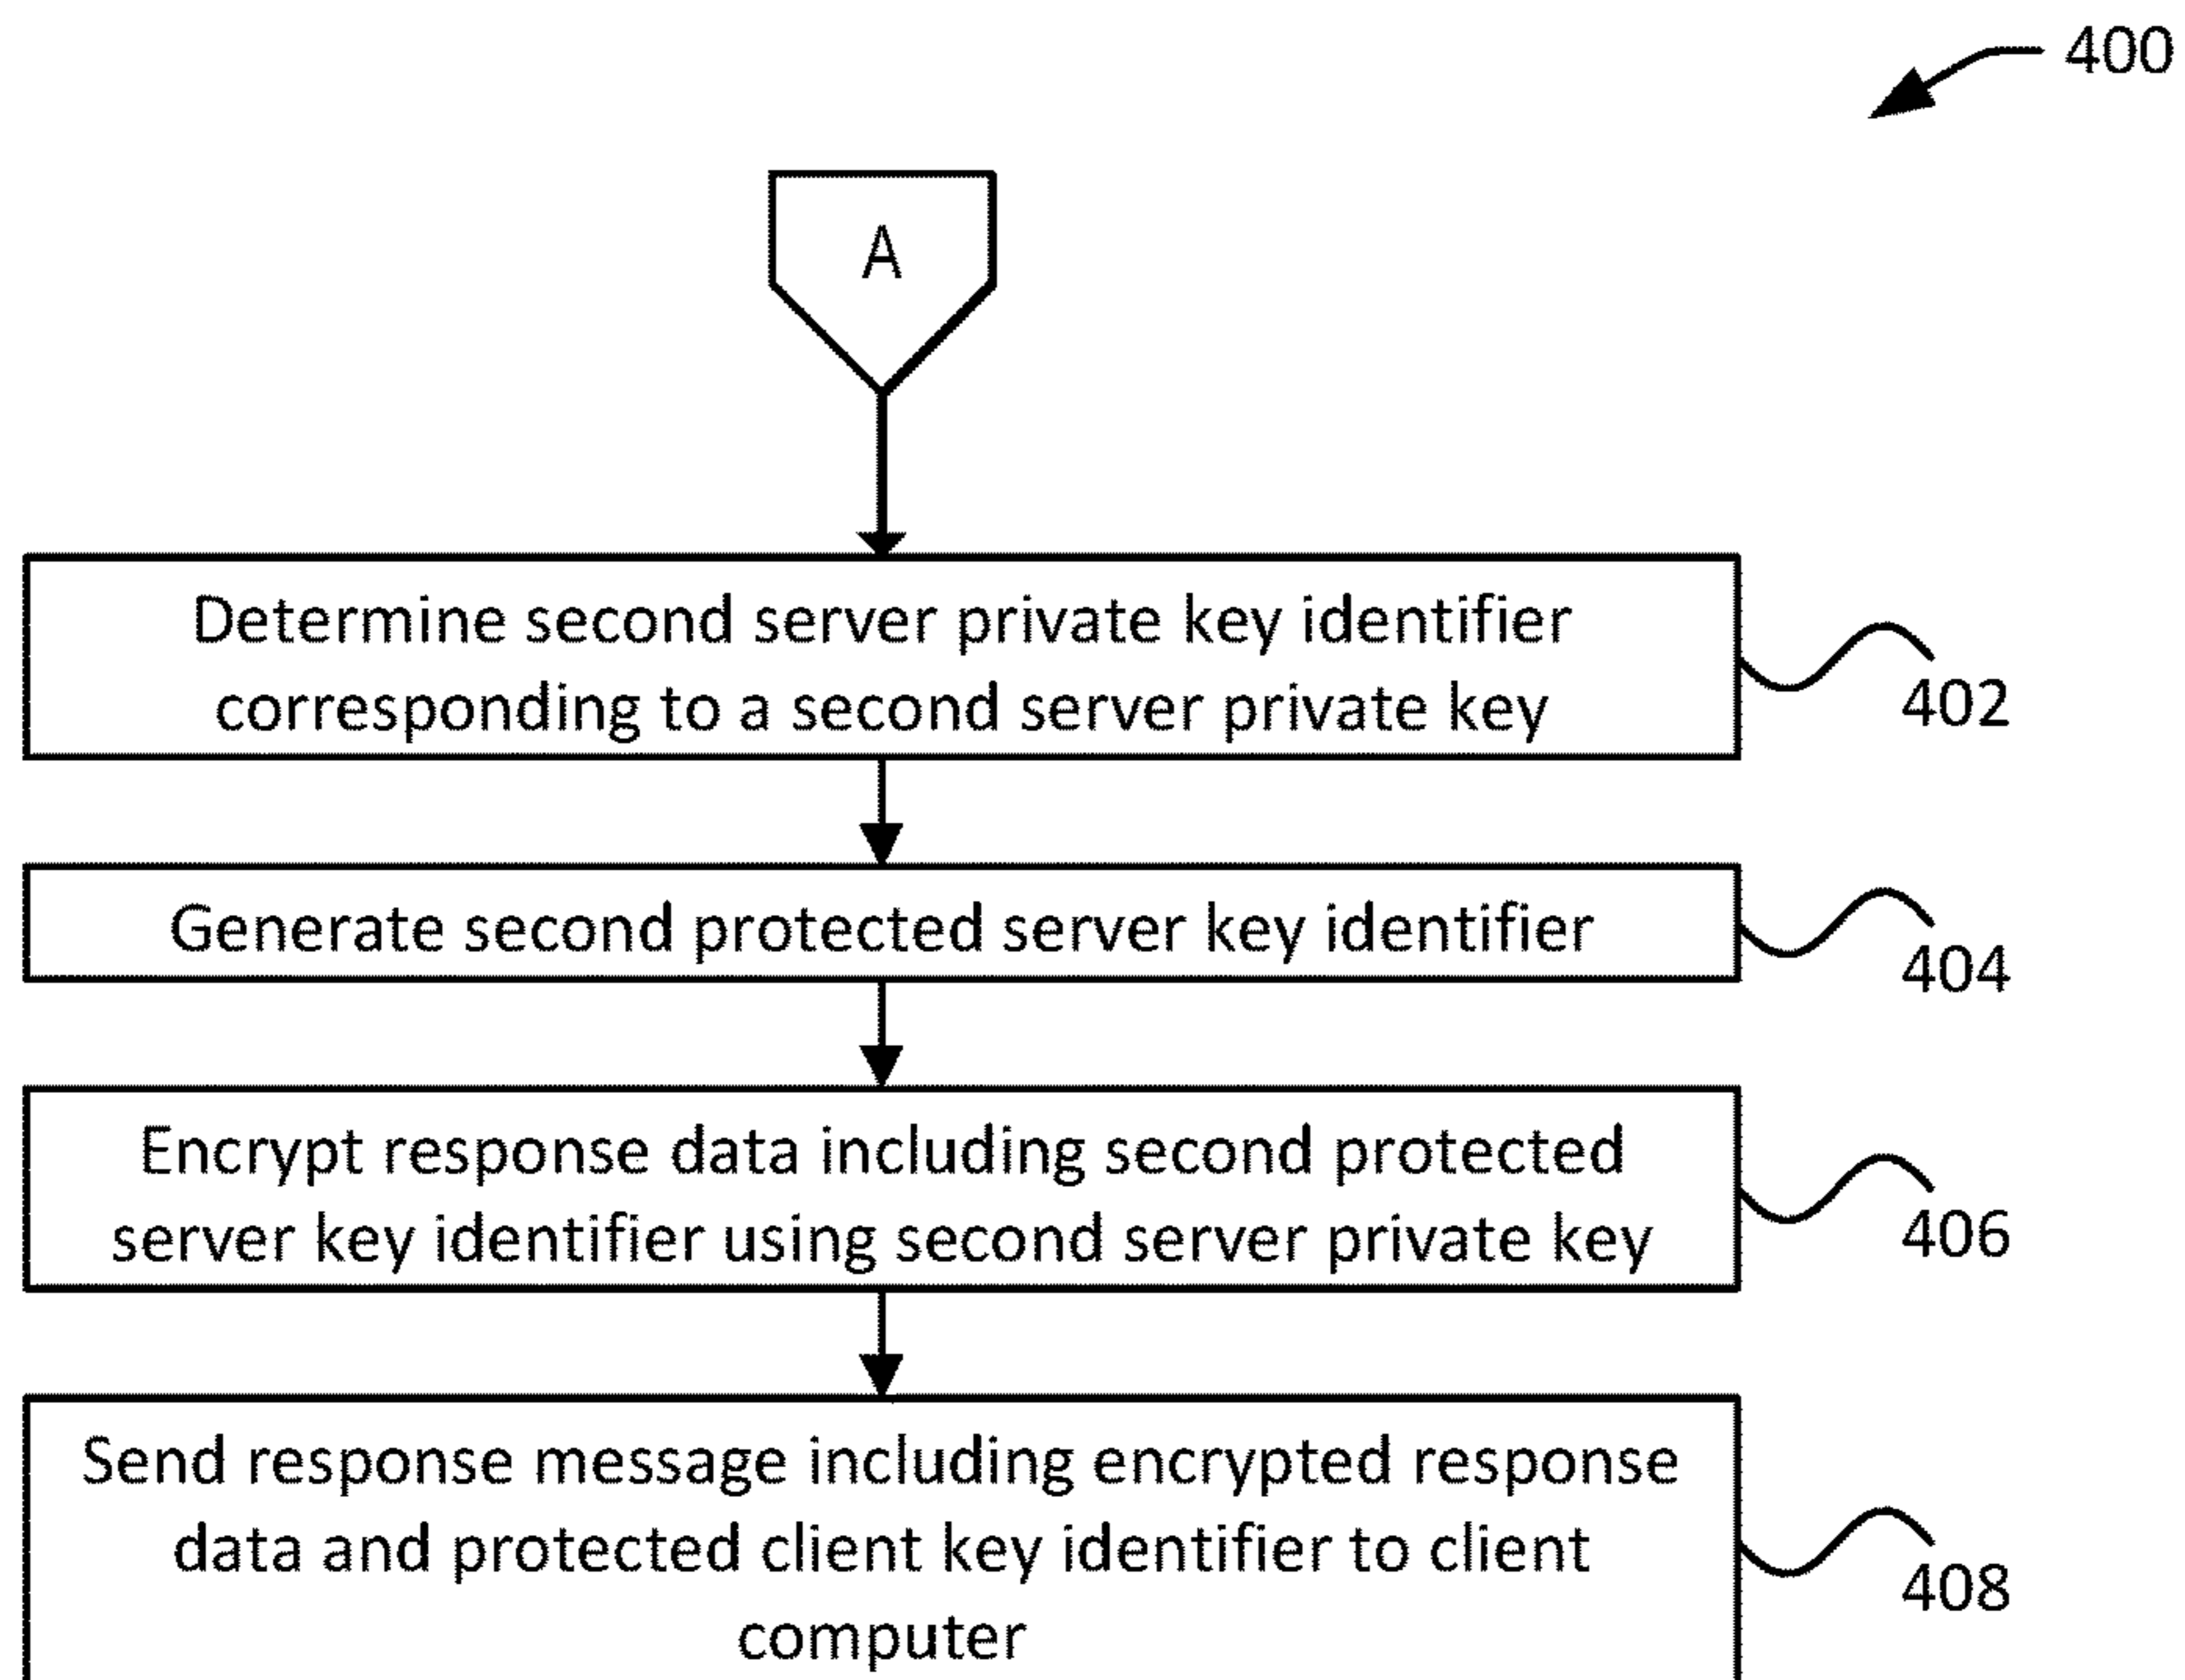 400
A
Determine second server private key identifier
corresponding to a second server private key
402
Generate second protected server key identifier
404
Encrypt response data including second protected
server key identifier using second server private key
406
Send response message including encrypted response
data and protected client key identifier to client
computer
408